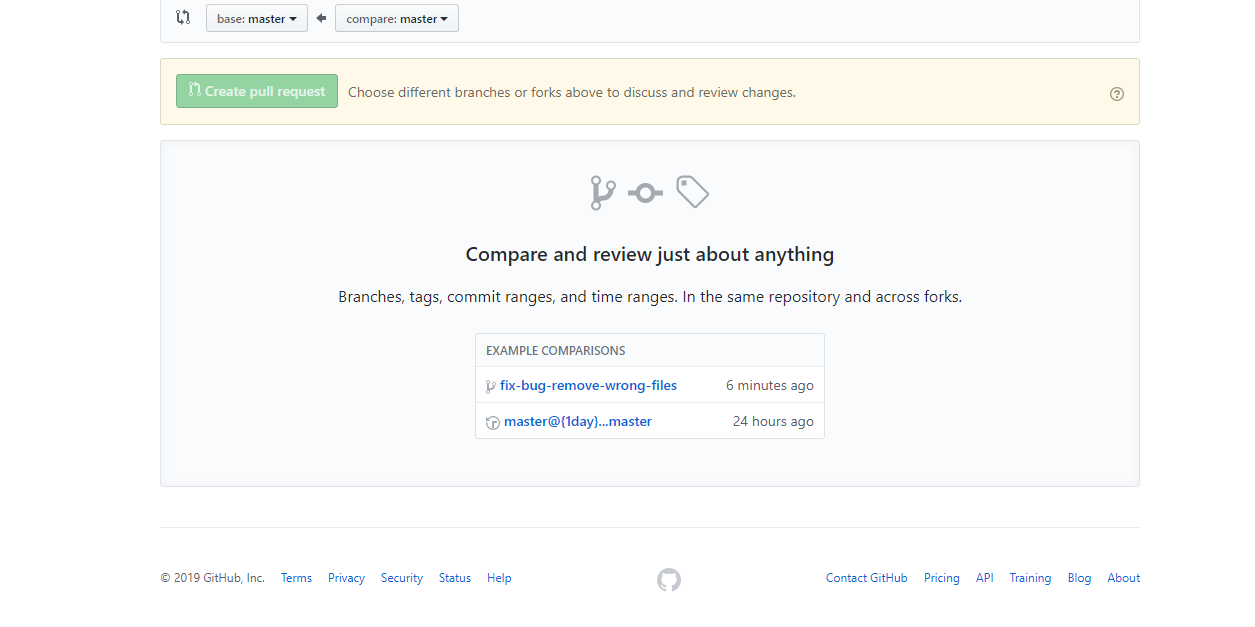 base: master compare: master
Create pull request Choose different branches or forks above to discuss and review changes.
Compare and review just about anything
Branches, tags, commit ranges, and time ranges. In the same repository and across forks.
EXAMPLE COMPARISONS
fix-bug-remove-wrong-files 6 minutes ago
master@{1day}...master 24 hours ago
© 2019 GitHub, Inc. Terms Privacy Security Status Help Contact GitHub Pricing API Training Blog About